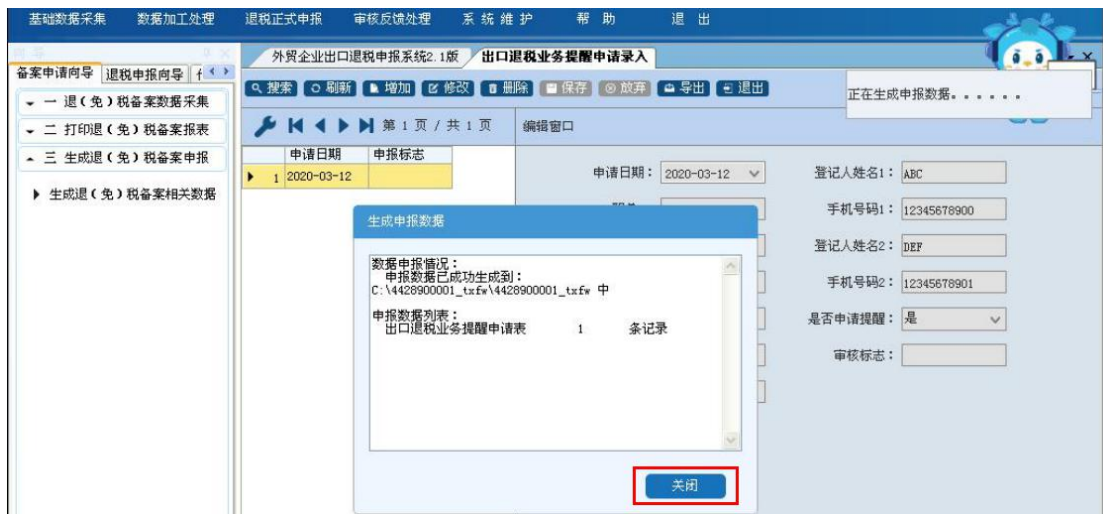 基础数据采集 数据加工处理 退税正式申报 审核反馈处理 系统维护 帮助 退出
外贸企业出口退税申报系统2.1版 出口退税业务提醒申请录入
备案申请向导 退税申报向导
搜索 刷新 增加 修改 删除 保存 放弃 导出 退出
正在生成申报数据。。。。。。
一 退(免)税备案数据采集
二 打印退(免)税备案报表
三 生成退(免)税备案申报
生成退(免)税备案相关数据
第 1 页 / 共 1 页
编辑窗口
申请日期 申报标志
1 2020-03-12
申请日期: 2020-03-12 登记人姓名1: ABC
手机号码1: 12345678900
登记人姓名2: DEF
手机号码2: 12345678901
是否申请提醒: 是
审核标志:
生成申报数据
数据申报情况:
申报数据已成功生成到:
C:\4428900001_txfw\4428900001_txfw 中
申报数据列表:
出口退税业务提醒申请表 1 条记录
关闭